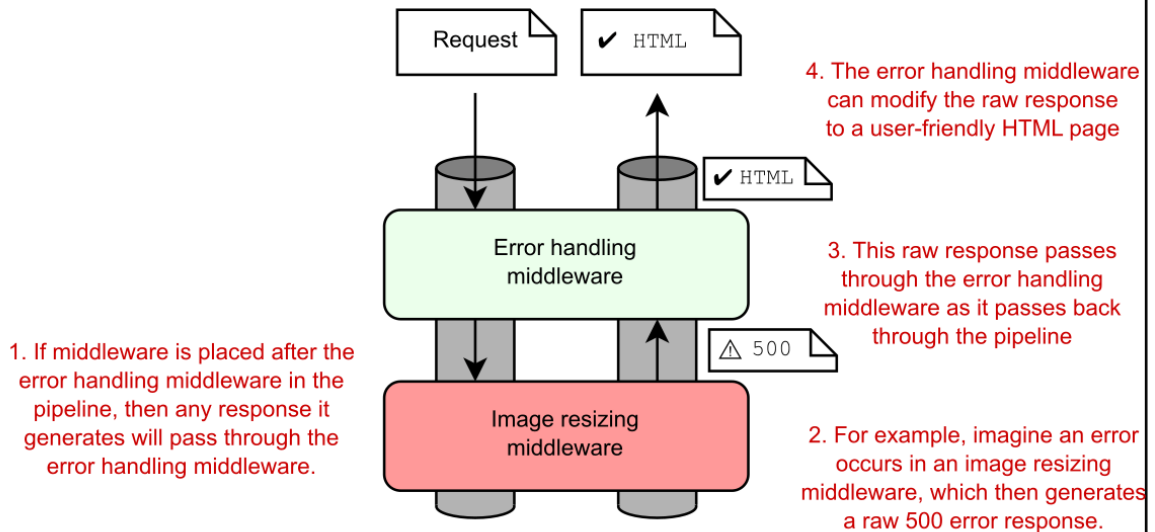 Request
✔ HTML
4. The error handling middleware
can modify the raw response
to a user-friendly HTML page
✔ HTML
Error handling
middleware
3. This raw response passes
through the error handling
middleware as it passes back
through the pipeline
⚠ 500
1. If middleware is placed after the
error handling middleware in the
pipeline, then any response it
generates will pass through the
error handling middleware.
Image resizing
middleware
2. For example, imagine an error
occurs in an image resizing
middleware, which then generates
a raw 500 error response.